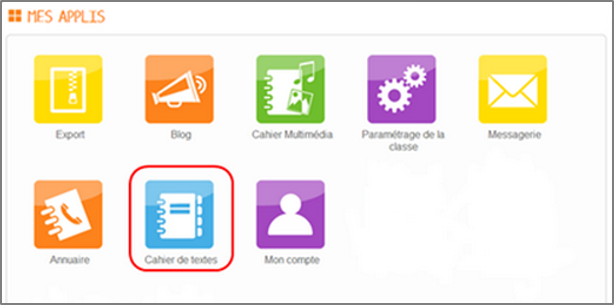 MES APPLIS
Export
Blog
Cahier Multimédia
Paramétrage de la
classe
Messagerie
Annuaire
Cahier de textes
Mon compte